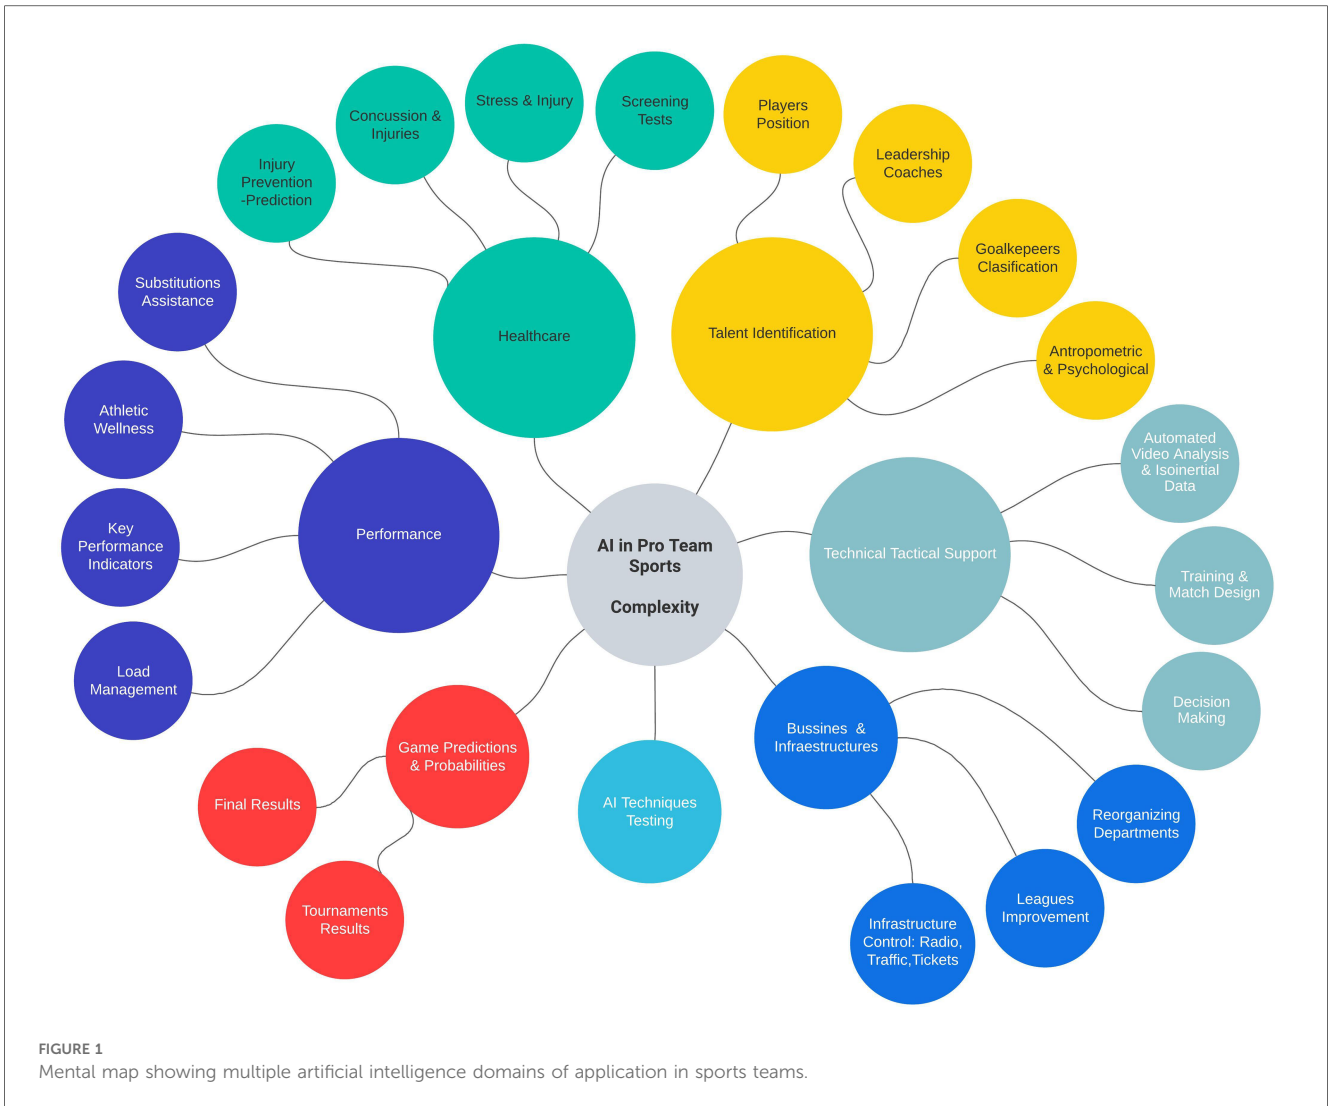 Stress & Injury
Screening
Tests
Players
Position
Concussion &
Injuries
Leadership
Coaches
Injury
Prevention
-Prediction
Goalkepeers
Clasification
Substitutions
Assistance
Healthcare
Talent Identification
Antropometric
& Psychological
Athletic
Wellness
Automated
Video Analysis
& Isoinertial
Data
Key
Performance
Indicators
Performance
AI in Pro Team
Sports
Complexity
Technical Tactical Support
Training &
Match Design
Load
Management
Decision
Making
Game Predictions
& Probabilities
Bussines  &
Infraestructures
Final Results
AI Techniques
Testing
Reorganizing
Departments
Tournaments
Results
Leagues
Improvement
Infrastructure
Control: Radio,
Traffic,Tickets
FIGURE 1
Mental map showing multiple artificial intelligence domains of application in sports teams.